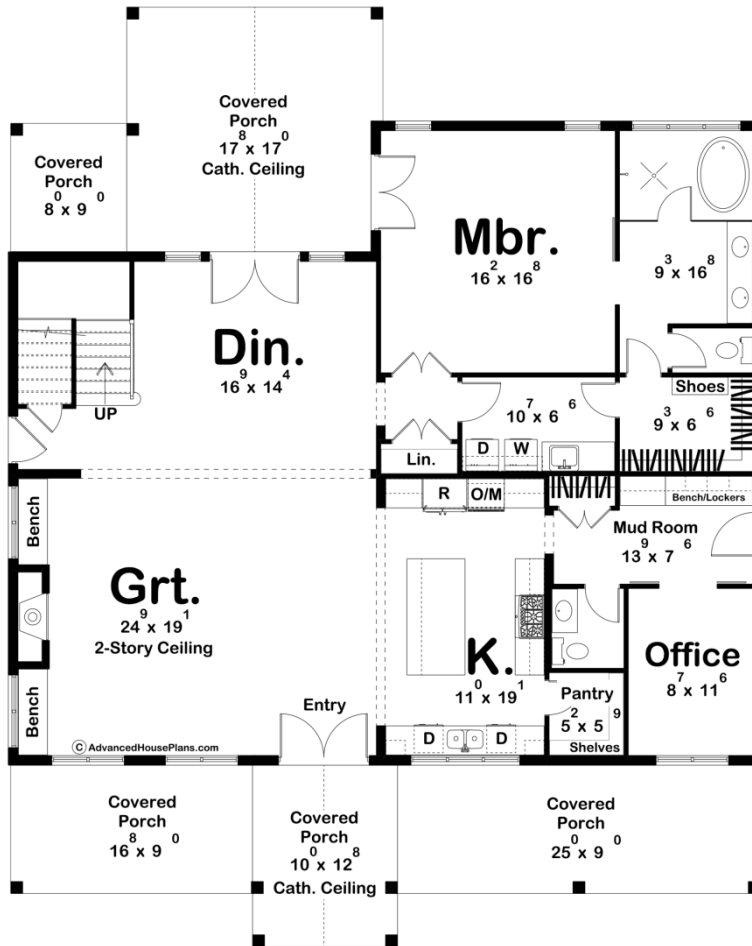 Covered
Porch
17⁸ x 17⁰
Cath. Ceiling
Covered
Porch
8⁰ x 9⁰
Mbr.
16² x 16⁸
9³ x 16⁸
Din.
16⁹ x 14⁴
UP
Shoes
10⁷ x 6⁶
9³ x 6⁶
D
W
Lin.
R
O/M
Bench/Lockers
Mud Room
13⁹ x 7⁶
Bench
Grt.
24⁹ x 19¹
2-Story Ceiling
K.
11⁰ x 19¹
Office
8⁷ x 11⁶
Pantry
5² x 5⁹
Shelves
Bench
Entry
D
D
© AdvancedHousePlans.com
Covered
Porch
16⁸ x 9⁰
Covered
Porch
10⁰ x 12⁸
Cath. Ceiling
Covered
Porch
25⁰ x 9⁰